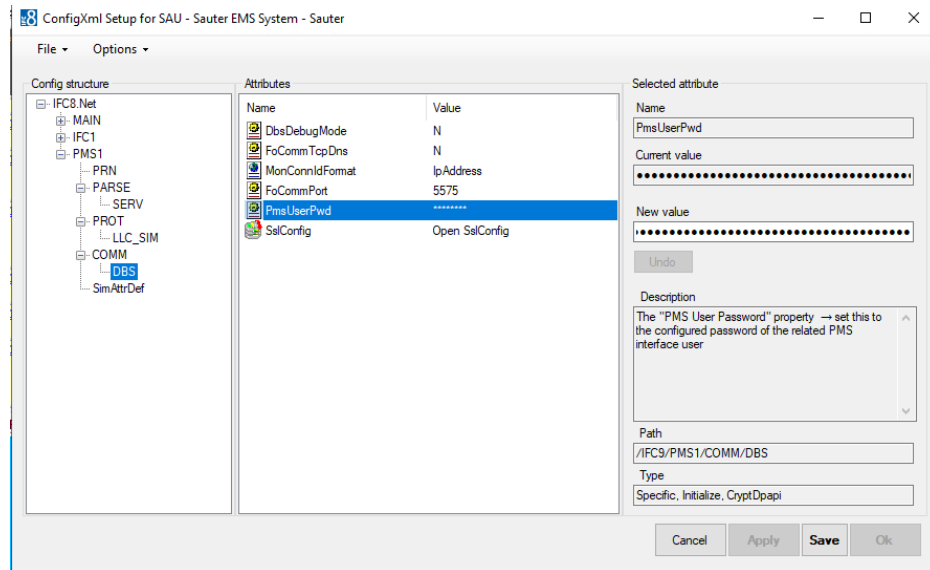 ConfigXml Setup for SAU - Sauter EMS System - Sauter
File Options
Config structure
IFC8.Net
MAIN
IFC1
PMS1
PRN
PARSE
SERV
PROT
LLC_SIM
COMM
DBS
SimAttrDef
Attributes
Name Value
DbsDebugMode N
FoCommTcpDns N
MonConnIdFormat IpAddress
FoCommPort 5575
PmsUserPwd ********
SslConfig Open SslConfig
Selected attribute
Name
PmsUserPwd
Current value
New value
Undo
Description
The "PMS User Password" property → set this to
the configured password of the related PMS
interface user
Path
/IFC9/PMS1/COMM/DBS
Type
Specific, Initialize, CryptDpapi
Cancel Apply Save Ok